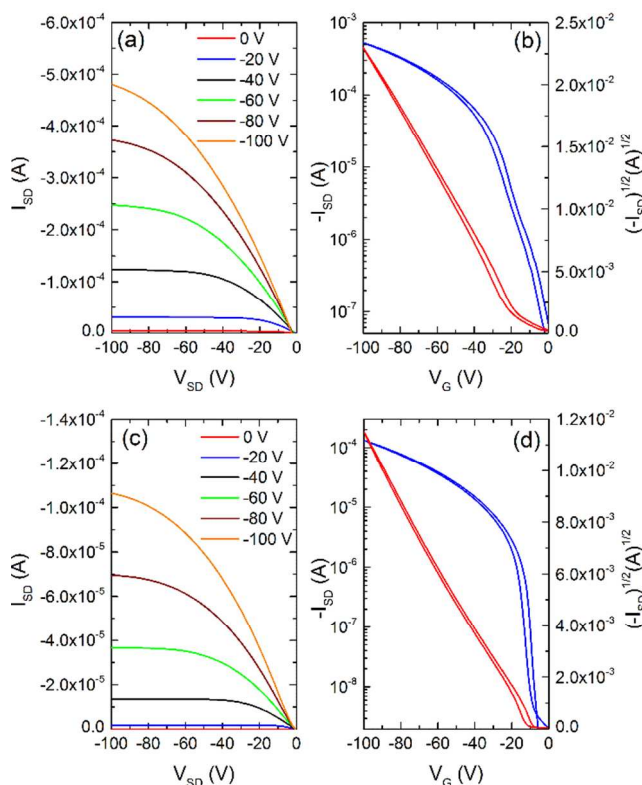 (a)
0 V
-20 V
-40 V
-60 V
-80 V
-100 V
-6.0x10⁻⁴
-5.0x10⁻⁴
-4.0x10⁻⁴
-3.0x10⁻⁴
-2.0x10⁻⁴
-1.0x10⁻⁴
0.0
I_SD (A)
-100 -80 -60 -40 -20 0
V_SD (V)
(b)
10⁻³
10⁻⁴
10⁻⁵
10⁻⁶
10⁻⁷
-I_SD (A)
2.5x10⁻²
2.0x10⁻²
1.5x10⁻²
1.0x10⁻²
5.0x10⁻³
0.0
(-I_SD)^1/2(A)^1/2
-100 -80 -60 -40 -20 0
V_G (V)
(c)
0 V
-20 V
-40 V
-60 V
-80 V
-100 V
-1.4x10⁻⁴
-1.2x10⁻⁴
-1.0x10⁻⁴
-8.0x10⁻⁵
-6.0x10⁻⁵
-4.0x10⁻⁵
-2.0x10⁻⁵
0.0
I_SD (A)
-100 -80 -60 -40 -20 0
V_SD (V)
(d)
10⁻⁴
10⁻⁵
10⁻⁶
10⁻⁷
10⁻⁸
-I_SD (A)
1.2x10⁻²
1.0x10⁻²
8.0x10⁻³
6.0x10⁻³
4.0x10⁻³
2.0x10⁻³
0.0
(-I_SD)^1/2(A)^1/2
-100 -80 -60 -40 -20 0
V_G (V)